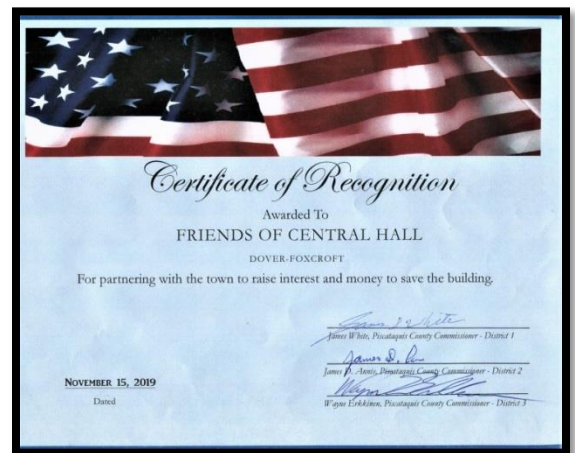 Certificate of Recognition
Awarded To
FRIENDS OF CENTRAL HALL
DOVER-FOXCROFT
For partnering with the town to raise interest and money to save the building.
James White, Piscataquis County Commissioner - District 1
James D. Annis, Piscataquis County Commissioner - District 2
NOVEMBER 15, 2019
Dated
Wayne Erkkinen, Piscataquis County Commissioner - District 3